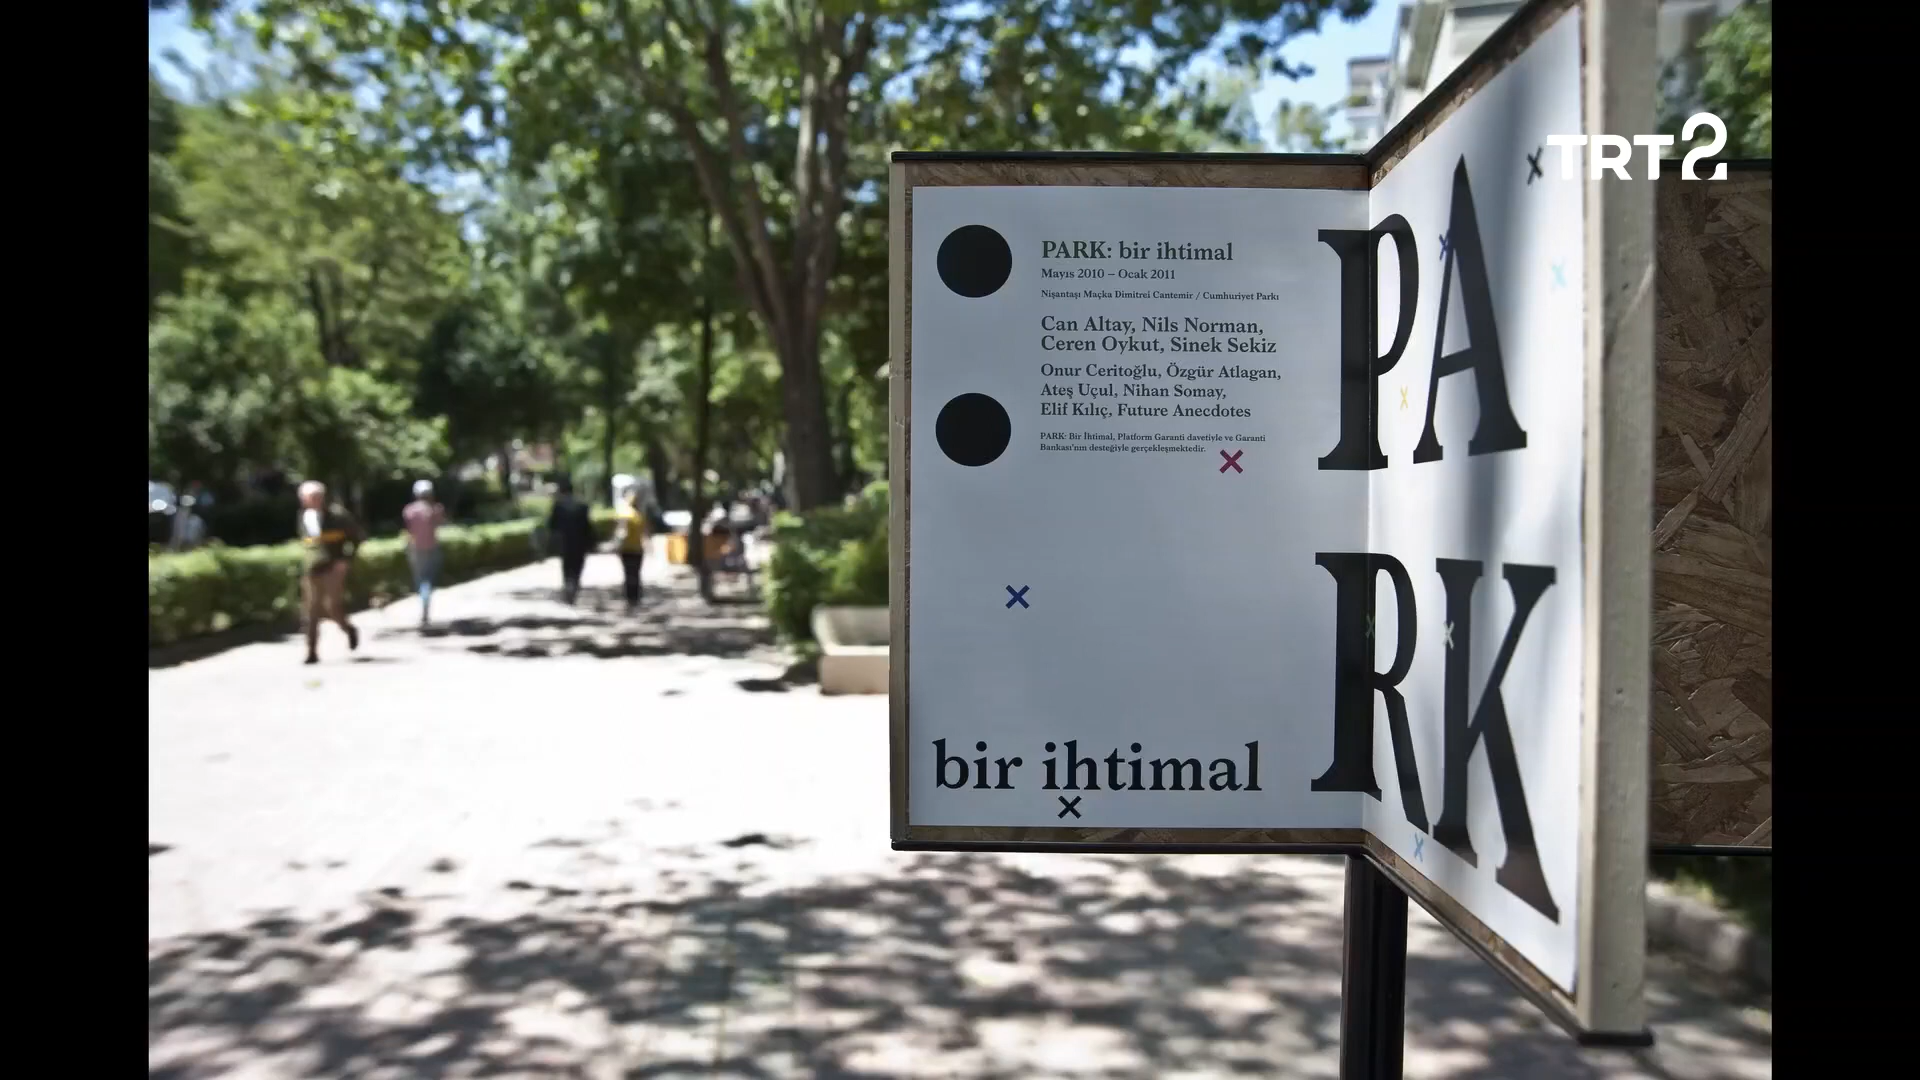 TRT2
PARK: bir ihtimal
Mayıs 2010 – Ocak 2011
Nişantaşı Maçka Dimitrei Cantemir / Cumhuriyet Parkı
Can Altay, Nils Norman,
Ceren Oykut, Sinek Sekiz
Onur Ceritoğlu, Özgür Atlagan,
Ateş Uçul, Nihan Somay,
Elif Kılıç, Future Anecdotes
PARK: Bir İhtimal, Platform Garanti davetiyle ve Garanti
Bankası'nın desteğiyle gerçekleşmektedir.
bir ihtimal
PA
RK